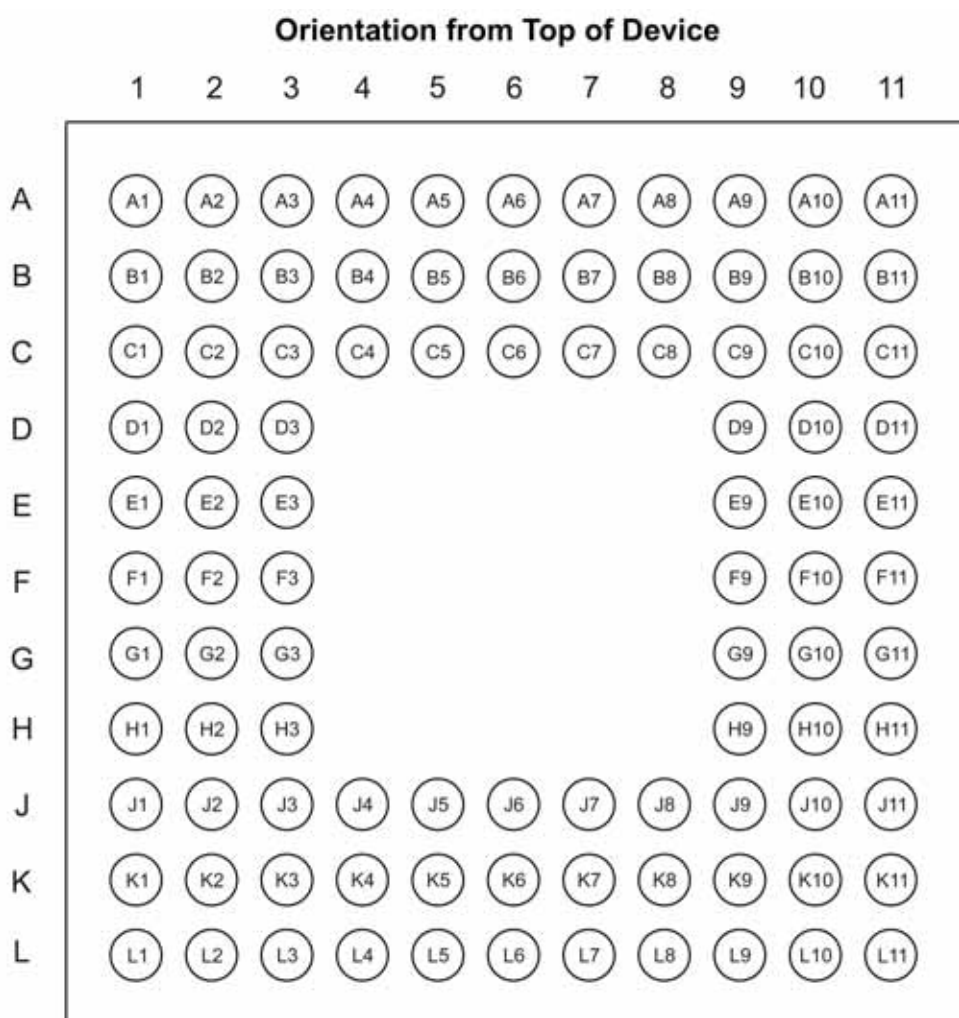 Orientation from Top of Device
1 2 3 4 5 6 7 8 9 10 11
A A1 A2 A3 A4 A5 A6 A7 A8 A9 A10 A11
B B1 B2 B3 B4 B5 B6 B7 B8 B9 B10 B11
C C1 C2 C3 C4 C5 C6 C7 C8 C9 C10 C11
D D1 D2 D3 D9 D10 D11
E E1 E2 E3 E9 E10 E11
F F1 F2 F3 F9 F10 F11
G G1 G2 G3 G9 G10 G11
H H1 H2 H3 H9 H10 H11
J J1 J2 J3 J4 J5 J6 J7 J8 J9 J10 J11
K K1 K2 K3 K4 K5 K6 K7 K8 K9 K10 K11
L L1 L2 L3 L4 L5 L6 L7 L8 L9 L10 L11